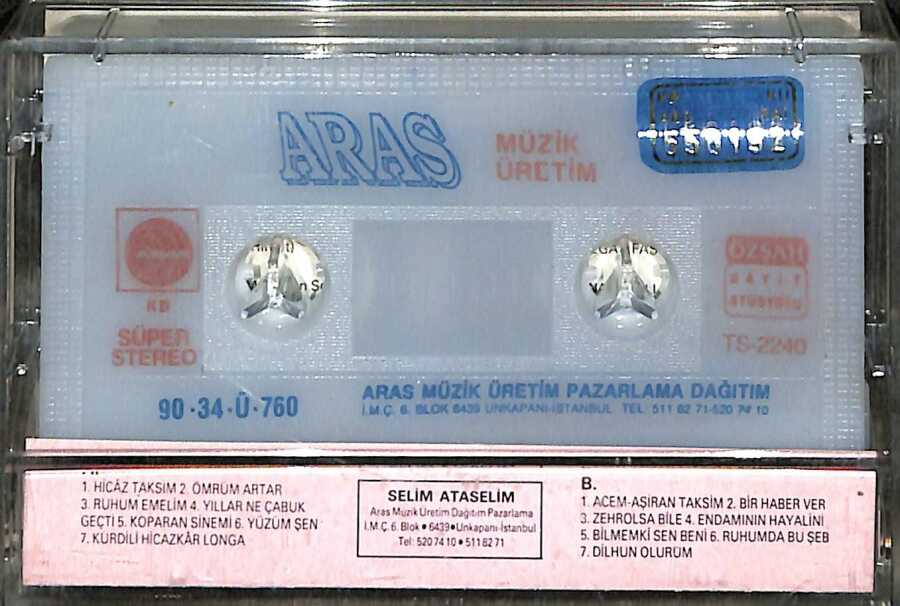 ARAS
MÜZİK
ÜRETİM
KB
SÜPER
STEREO
ÖZSAN
KAYIT
STÜDYOSU
TS-2240
90·34·Ü·760
ARAS MÜZİK ÜRETİM PAZARLAMA DAĞITIM
İ.M.Ç. 6. BLOK 6439 UNKAPANI-İSTANBUL TEL 511 82 71-520 74 10
1. HİCÂZ TAKSİM 2. ÖMRÜM ARTAR
3. RUHUM EMELİM 4. YILLAR NE ÇABUK
GEÇTİ 5. KOPARAN SİNEMİ 6. YÜZÜM ŞEN
7. KÜRDİLİ HİCAZKÂR LONGA
SELİM ATASELİM
Aras Müzik Üretim Dağıtım Pazarlama
İ.M.Ç. 6. Blok • 6439 • Unkapanı-İstanbul
Tel: 520 74 10 • 511 82 71
B.
1. ACEM-AŞİRAN TAKSİM 2. BİR HABER VER
3. ZEHROLSA BİLE 4. ENDAMININ HAYALİNİ
5. BİLMEMKİ SEN BENİ 6. RUHUMDA BU ŞEB
7. DİLHUN OLURUM